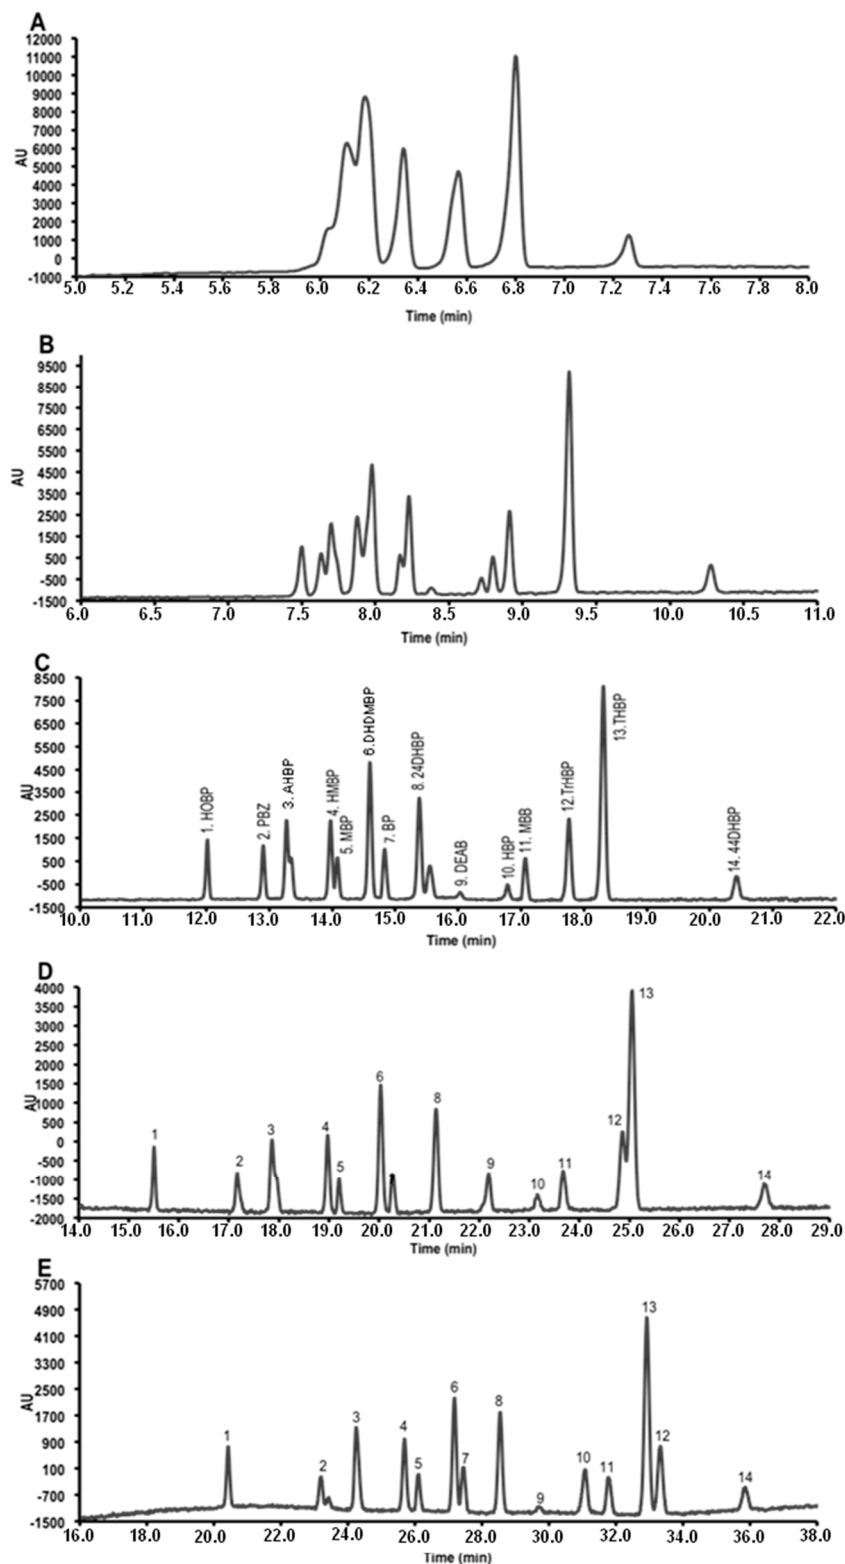 A
12000
11000
10000
9000
8000
7000
6000
5000
4000
3000
2000
1000
0
-1000
AU
5.0 5.2 5.4 5.6 5.8 6.0 6.2 6.4 6.6 6.8 7.0 7.2 7.4 7.6 7.8 8.0
Time (min)
B
9500
8500
7500
6500
5500
4500
3500
2500
1500
500
-500
-1500
AU
6.0 6.5 7.0 7.5 8.0 8.5 9.0 9.5 10.0 10.5 11.0
Time (min)
C
8500
7500
6500
5500
4500
3500
2500
1500
500
-500
-1500
AU
1. HOBP
2. PBZ
3. AHBP
4. HMBP
5. MBP
6.DHDMBP
7. BP
8. 24DHBP
9. DEAB
10. HBP
11. MBB
12.TrHBP
13.THBP
14. 44DHBP
10.0 11.0 12.0 13.0 14.0 15.0 16.0 17.0 18.0 19.0 20.0 21.0 22.0
Time (min)
D
4000
3500
3000
2500
2000
1500
1000
500
0
-500
-1000
-1500
-2000
AU
1
2
3
4
5
6
8
9
10
11
12
13
14
14.0 15.0 16.0 17.0 18.0 19.0 20.0 21.0 22.0 23.0 24.0 25.0 26.0 27.0 28.0 29.0
Time (min)
E
5700
4900
4100
3300
2500
1700
900
100
-700
-1500
AU
1
2
3
4
5
6
7
8
9
10
11
13
12
14
16.0 18.0 20.0 22.0 24.0 26.0 28.0 30.0 32.0 34.0 36.0 38.0
Time (min)